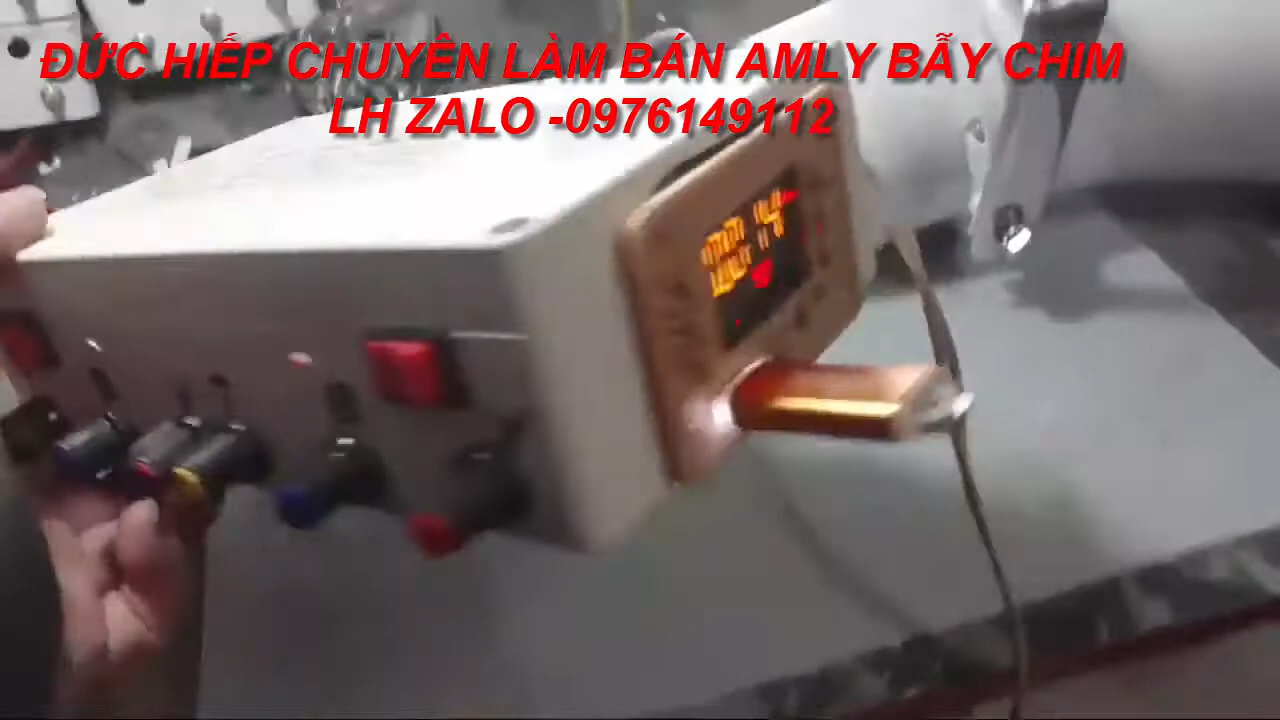 ĐỨC HIẾP CHUYÊN LÀM BÁN AMLY BẪY CHIM
LH ZALO -0976149112